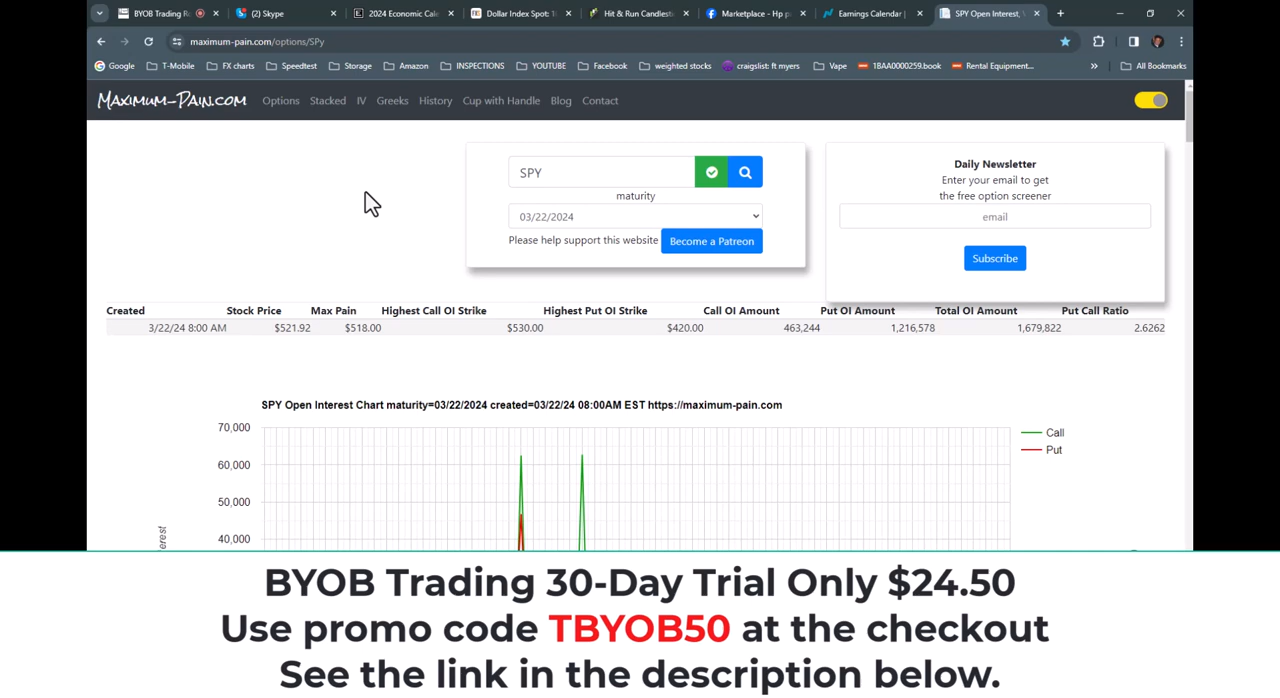 BYOB Trading R
(2) Skype
2024 Economic Cale
Dollar Index Spot: T
Hit & Run Candlesti
Marketplace - Hp p
Earnings Calendar |
SPY Open Interest,
maximum-pain.com/options/SPy
Google
T-Mobile
FX charts
Speedtest
Storage
Amazon
INSPECTIONS
YOUTUBE
Facebook
weighted stocks
craigslist: ft myers
Vape
1BAA0000259.book
Rental Equipment...
»
All Bookmarks
Maximum-Pain.com
Options
Stacked
IV
Greeks
History
Cup with Handle
Blog
Contact
SPY
maturity
03/22/2024
Please help support this website
Become a Patreon
Daily Newsletter
Enter your email to get
the free option screener
email
Subscribe
Created Stock Price Max Pain Highest Call OI Strike Highest Put OI Strike Call OI Amount Put OI Amount Total OI Amount Put Call Ratio
3/22/24 8:00 AM $521.92 $518.00 $530.00 $420.00 463,244 1,216,578 1,679,822 2.6262
SPY Open Interest Chart maturity=03/22/2024 created=03/22/24 08:00AM EST https://maximum-pain.com
70,000
60,000
50,000
40,000
erest
Call
Put
BYOB Trading 30-Day Trial Only $24.50
Use promo code TBYOB50 at the checkout
See the link in the description below.